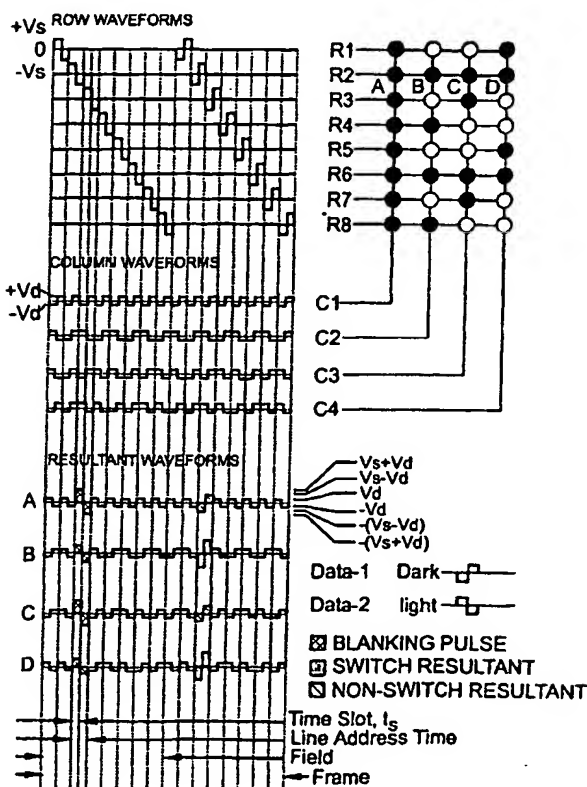 +Vs ROW WAVEFORMS
0
-Vs
R1
R2
A B C D
R3
R4
R5
R6
R7
R8
COLUMN WAVEFORMS
+Vd
-Vd
C1
C2
C3
C4
RESULTANT WAVEFORMS
A
B
C
D
Vs+Vd
Vs-Vd
Vd
-Vd
-(Vs-Vd)
-(Vs+Vd)
Data-1 Dark
Data-2 light
BLANKING PULSE
SWITCH RESULTANT
NON-SWITCH RESULTANT
Time Slot, ts
Line Address Time
Field
Frame